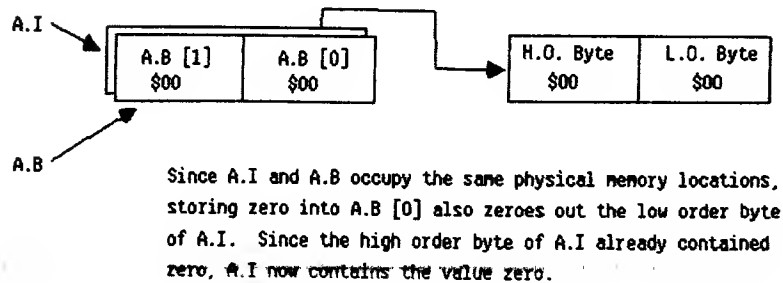 A.I
A.B [1] A.B [0] H.O. Byte L.O. Byte
$00 $00 $00 $00
A.B
Since A.I and A.B occupy the same physical memory locations,
storing zero into A.B [0] also zeroes out the low order byte
of A.I. Since the high order byte of A.I already contained
zero, A.I now contains the value zero.